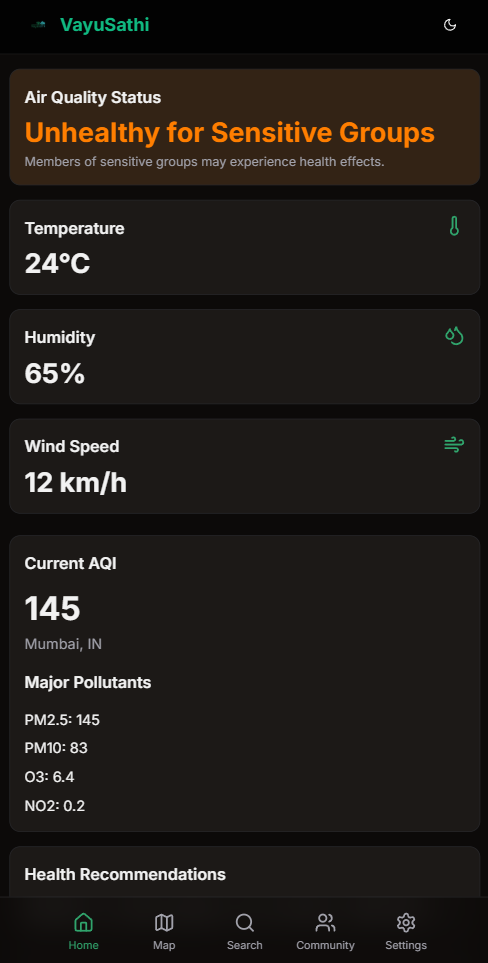 VayuSathi
Air Quality Status
Unhealthy for Sensitive Groups
Members of sensitive groups may experience health effects.
Temperature
24°C
Humidity
65%
Wind Speed
12 km/h
Current AQI
145
Mumbai, IN
Major Pollutants
PM2.5: 145
PM10: 83
O3: 6.4
NO2: 0.2
Health Recommendations
Home Map Search Community Settings